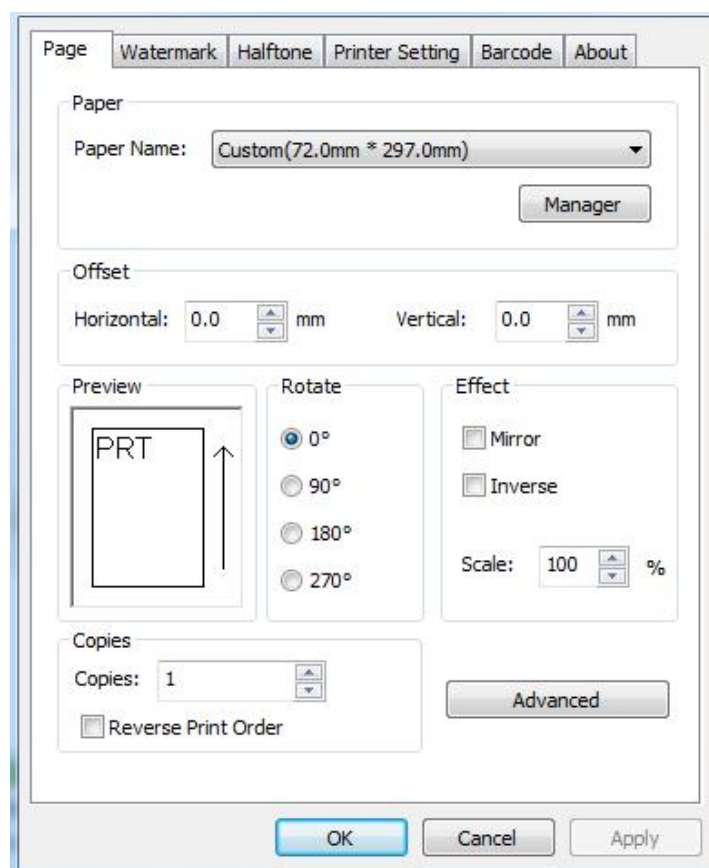 Page Watermark Halftone Printer Setting Barcode About
Paper
Paper Name: Custom(72.0mm * 297.0mm)
Manager
Offset
Horizontal: 0.0 mm Vertical: 0.0 mm
Preview Rotate Effect
PRT 0° Mirror
90° Inverse
180°
Scale: 100 %
270°
Copies
Copies: 1
Advanced
Reverse Print Order
OK Cancel Apply